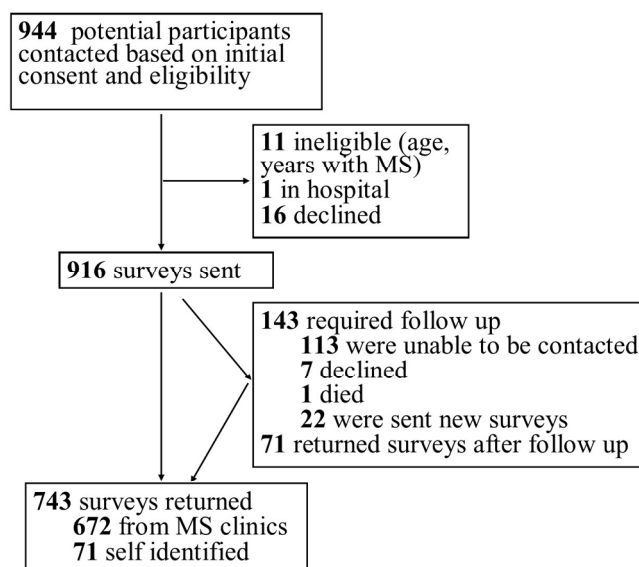 944 potential participants
contacted based on initial
consent and eligibility
11 ineligible (age,
years with MS)
1 in hospital
16 declined
916 surveys sent
143 required follow up
113 were unable to be contacted
7 declined
1 died
22 were sent new surveys
71 returned surveys after follow up
743 surveys returned
672 from MS clinics
71 self identified